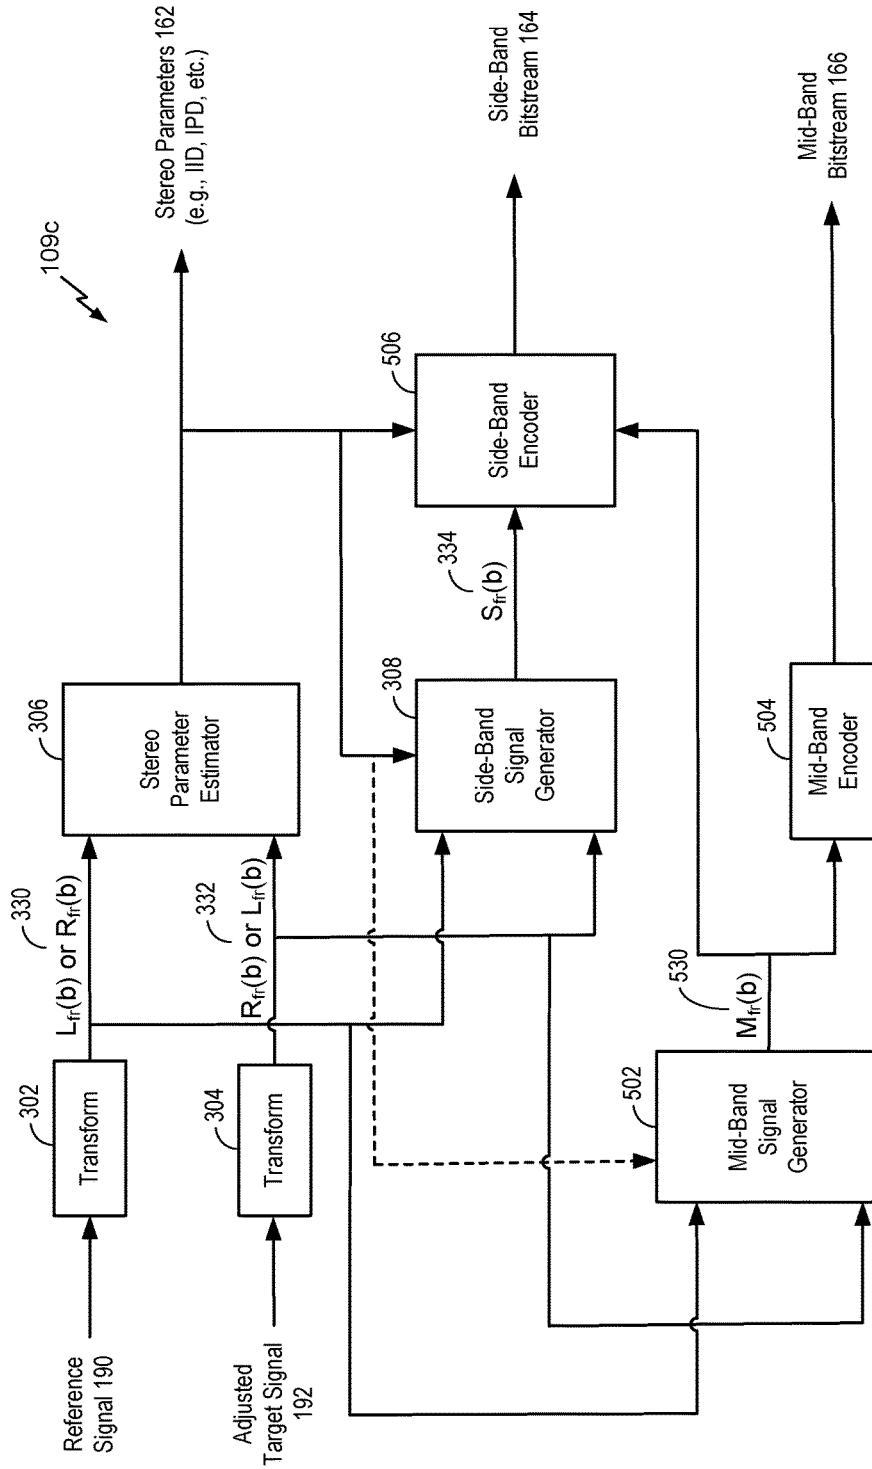 109c
Reference
Signal 190
302
Transform
330
Lfr(b) or Rfr(b)
306
Stereo
Parameter
Estimator
Stereo Parameters 162
(e.g., IID, IPD, etc.)
Adjusted
Target Signal
192
304
Transform
332
Rfr(b) or Lfr(b)
308
Side-Band
Signal
Generator
334
Sfr(b)
506
Side-Band
Encoder
Side-Band
Bitstream 164
502
Mid-Band
Signal
Generator
530
Mfr(b)
504
Mid-Band
Encoder
Mid-Band
Bitstream 166